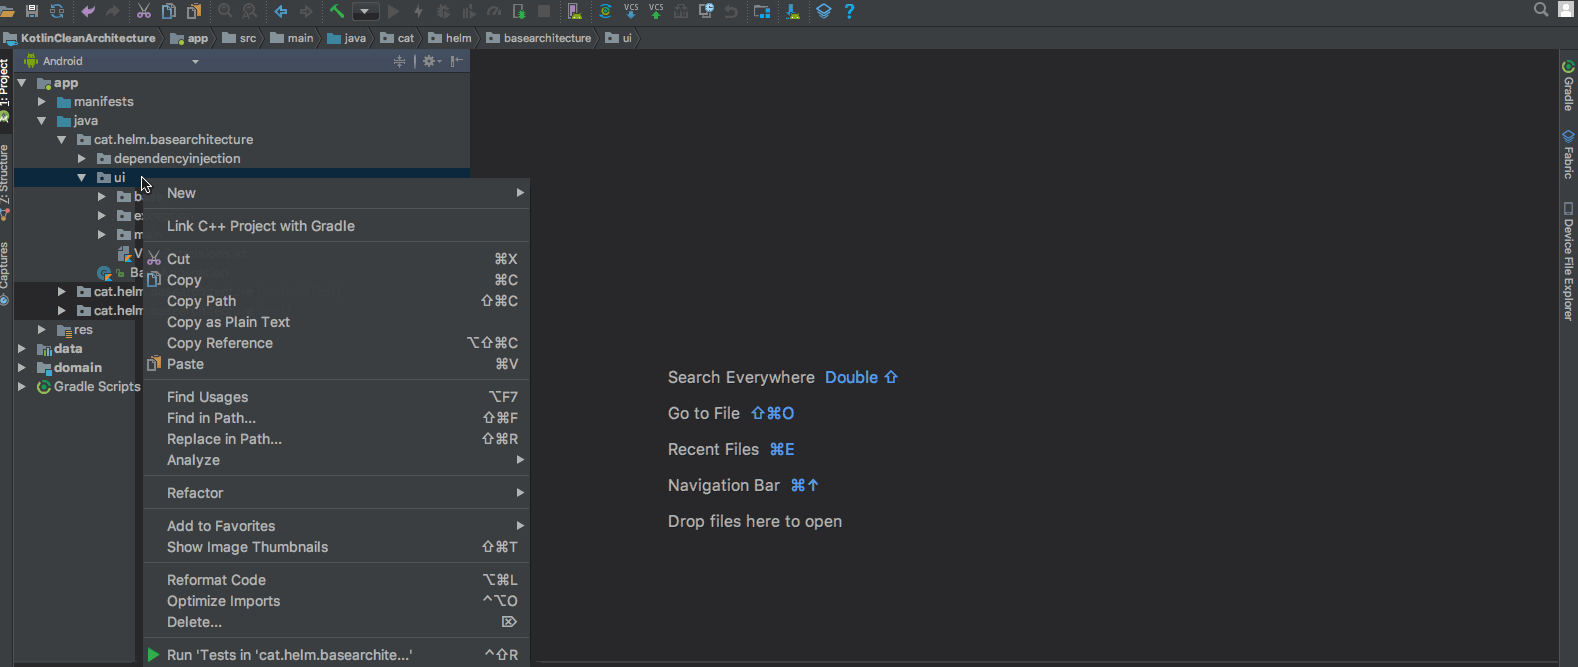 VCS VCS ?
KotlinCleanArchitecture app src main java cat helm basearchitecture ui
Android
app
manifests
java
cat.helm.basearchitecture
dependencyinjection
ui
Ba
cat.helm
cat.helm
res
data
domain
Gradle Scripts
1: Project
7: Structure
Captures
New
Link C++ Project with Gradle
Cut ⌘X
Copy ⌘C
Copy Path ⇧⌘C
Copy as Plain Text
Copy Reference ⌥⇧⌘C
Paste ⌘V
Find Usages ⌥F7
Find in Path... ⇧⌘F
Replace in Path... ⇧⌘R
Analyze
Refactor
Add to Favorites
Show Image Thumbnails ⇧⌘T
Reformat Code ⌥⌘L
Optimize Imports ^⌥O
Delete... ⌦
Run 'Tests in 'cat.helm.basearchite...' ^⇧R
Search Everywhere Double ⇧
Go to File ⇧⌘O
Recent Files ⌘E
Navigation Bar ⌘↑
Drop files here to open
Gradle
Fabric
Device File Explorer